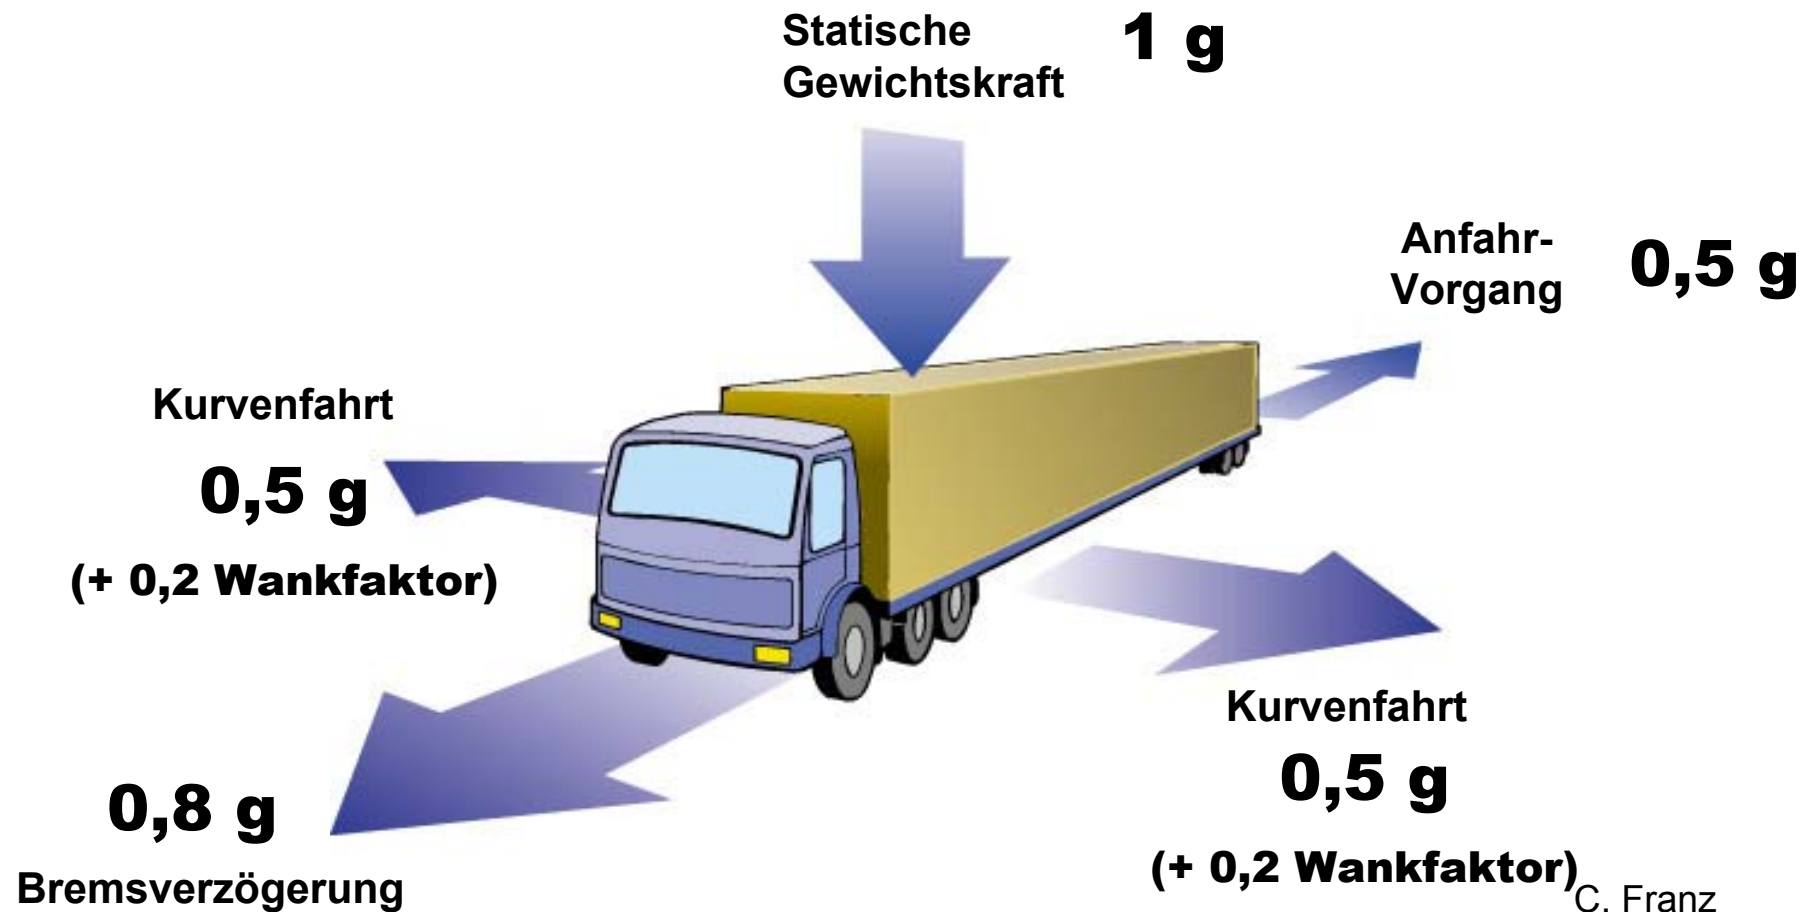 Statische
Gewichtskraft
1 g
Anfahr-
Vorgang
0,5 g
Kurvenfahrt
0,5 g
(+ 0,2 Wankfaktor)
Kurvenfahrt
0,5 g
(+ 0,2 Wankfaktor)
0,8 g
Bremsverzögerung
C. Franz